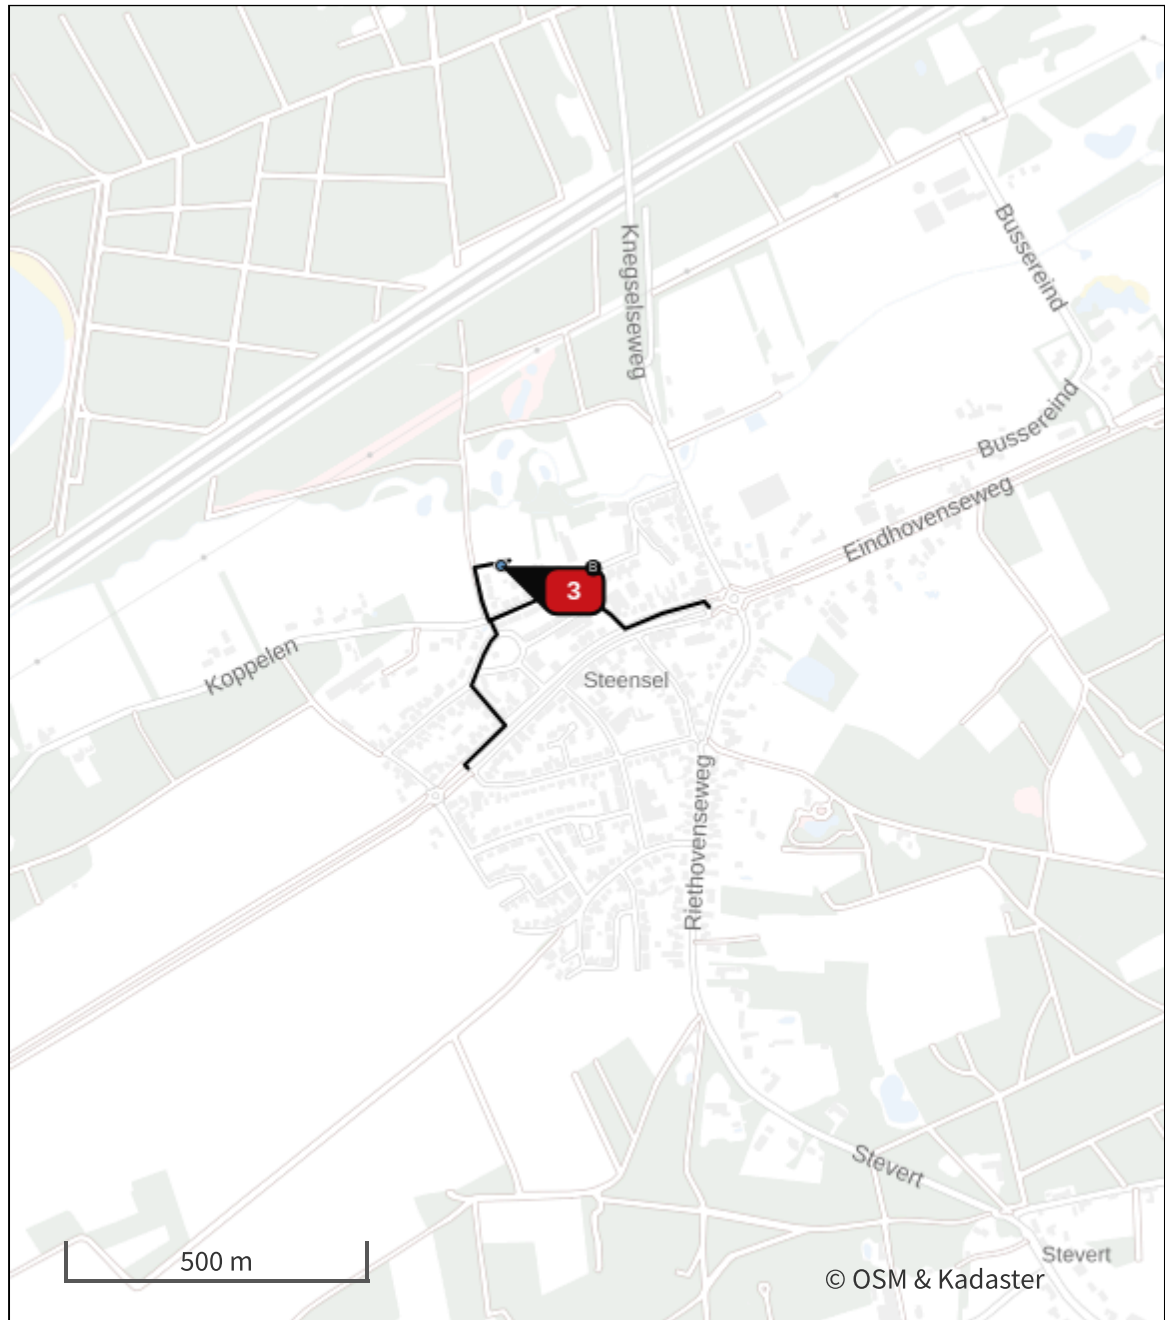 Knegselseweg
Bussereind
Bussereind
Eindhovenseweg
B
3
Koppelen
Steensel
Riethovenseweg
Stevert
Stevert
500 m
© OSM & Kadaster